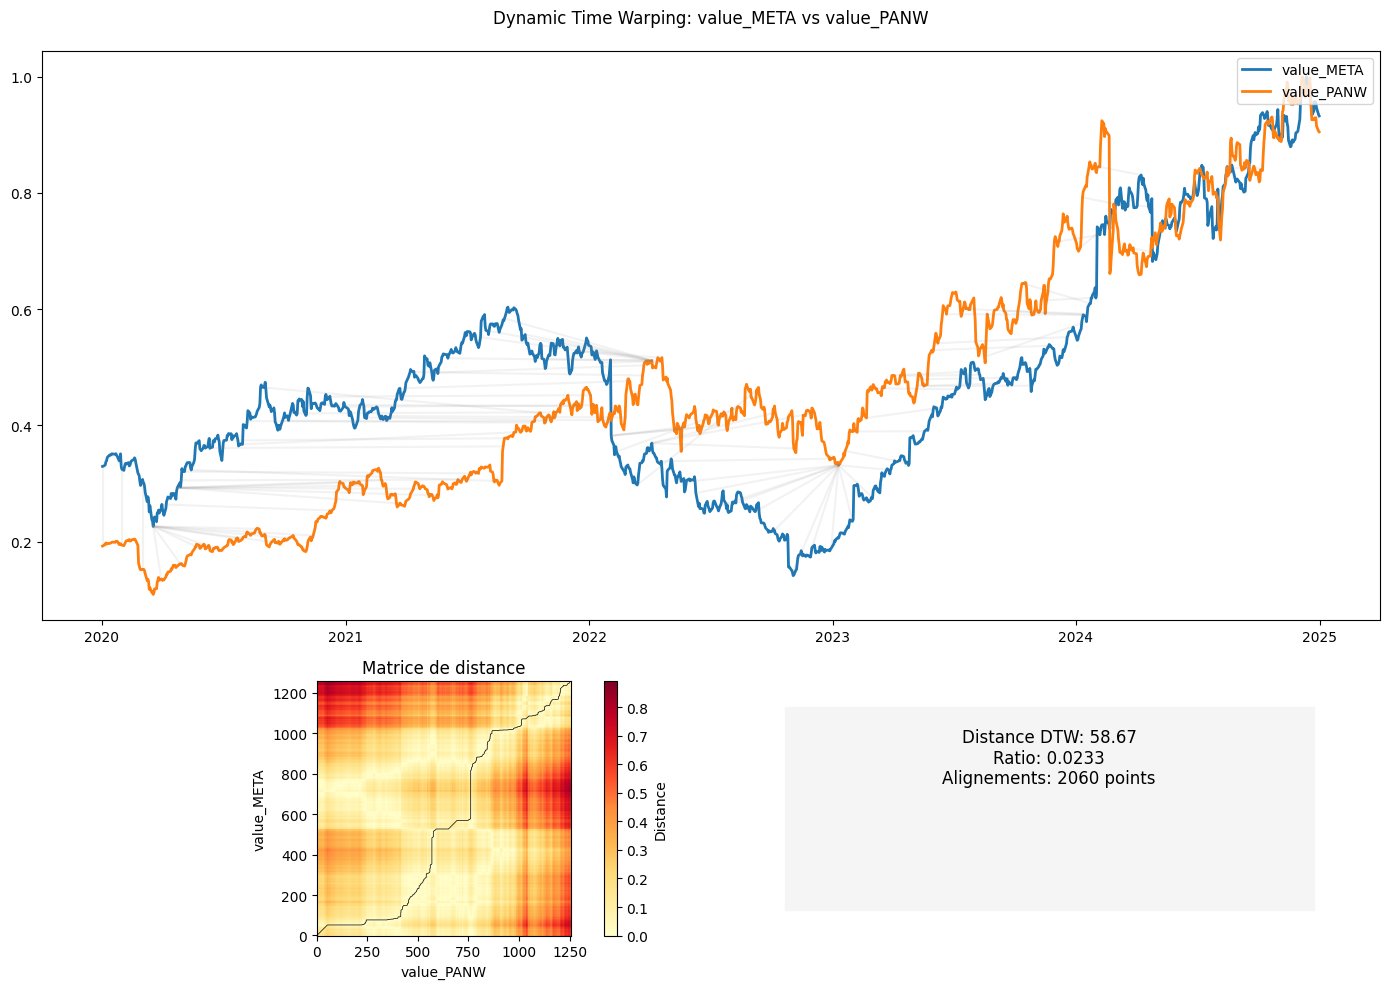 Dynamic Time Warping: value_META vs value_PANW
value_META
value_PANW
1.0
0.8
0.6
0.4
0.2
2020 2021 2022 2023 2024 2025
Matrice de distance
1200
1000
800
600
400
200
0
value_META
0 250 500 750 1000 1250
value_PANW
0.8
0.7
0.6
0.5
0.4
0.3
0.2
0.1
0.0
Distance
Distance DTW: 58.67
Ratio: 0.0233
Alignements: 2060 points